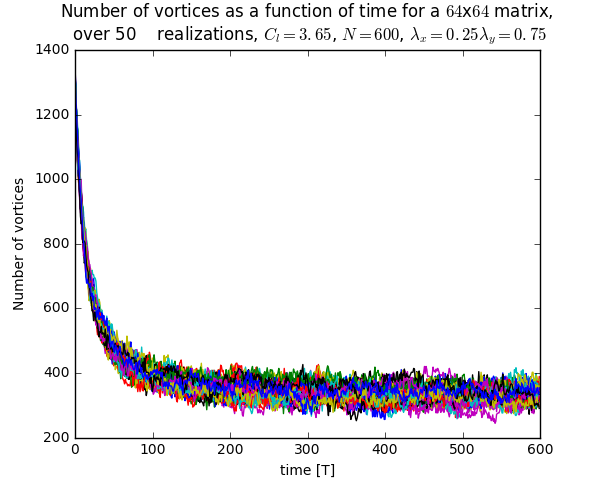 Number of vortices as a function of time for a 64x64 matrix,
over 50 realizations, C_l = 3.65, N = 600, λ_x = 0.25λ_y = 0.75
1400
1200
1000
800
600
400
200
Number of vortices
0 100 200 300 400 500 600
time [T]